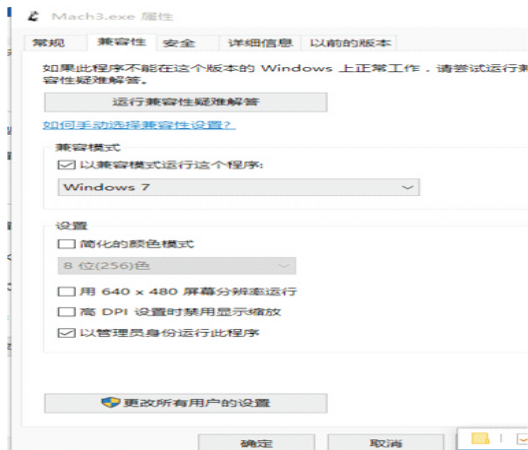 Mach3.exe 属性
常规 兼容性 安全 详细信息 以前的版本
如果此程序不能在这个版本的 Windows 上正常工作，请尝试运行兼
容性疑难解答。
运行兼容性疑难解答
如何手动选择兼容性设置?
兼容模式
以兼容模式运行这个程序:
Windows 7
设置
简化的颜色模式
8 位(256)色
用 640 x 480 屏幕分辨率运行
高 DPI 设置时禁用显示缩放
以管理员身份运行此程序
更改所有用户的设置
确定 取消